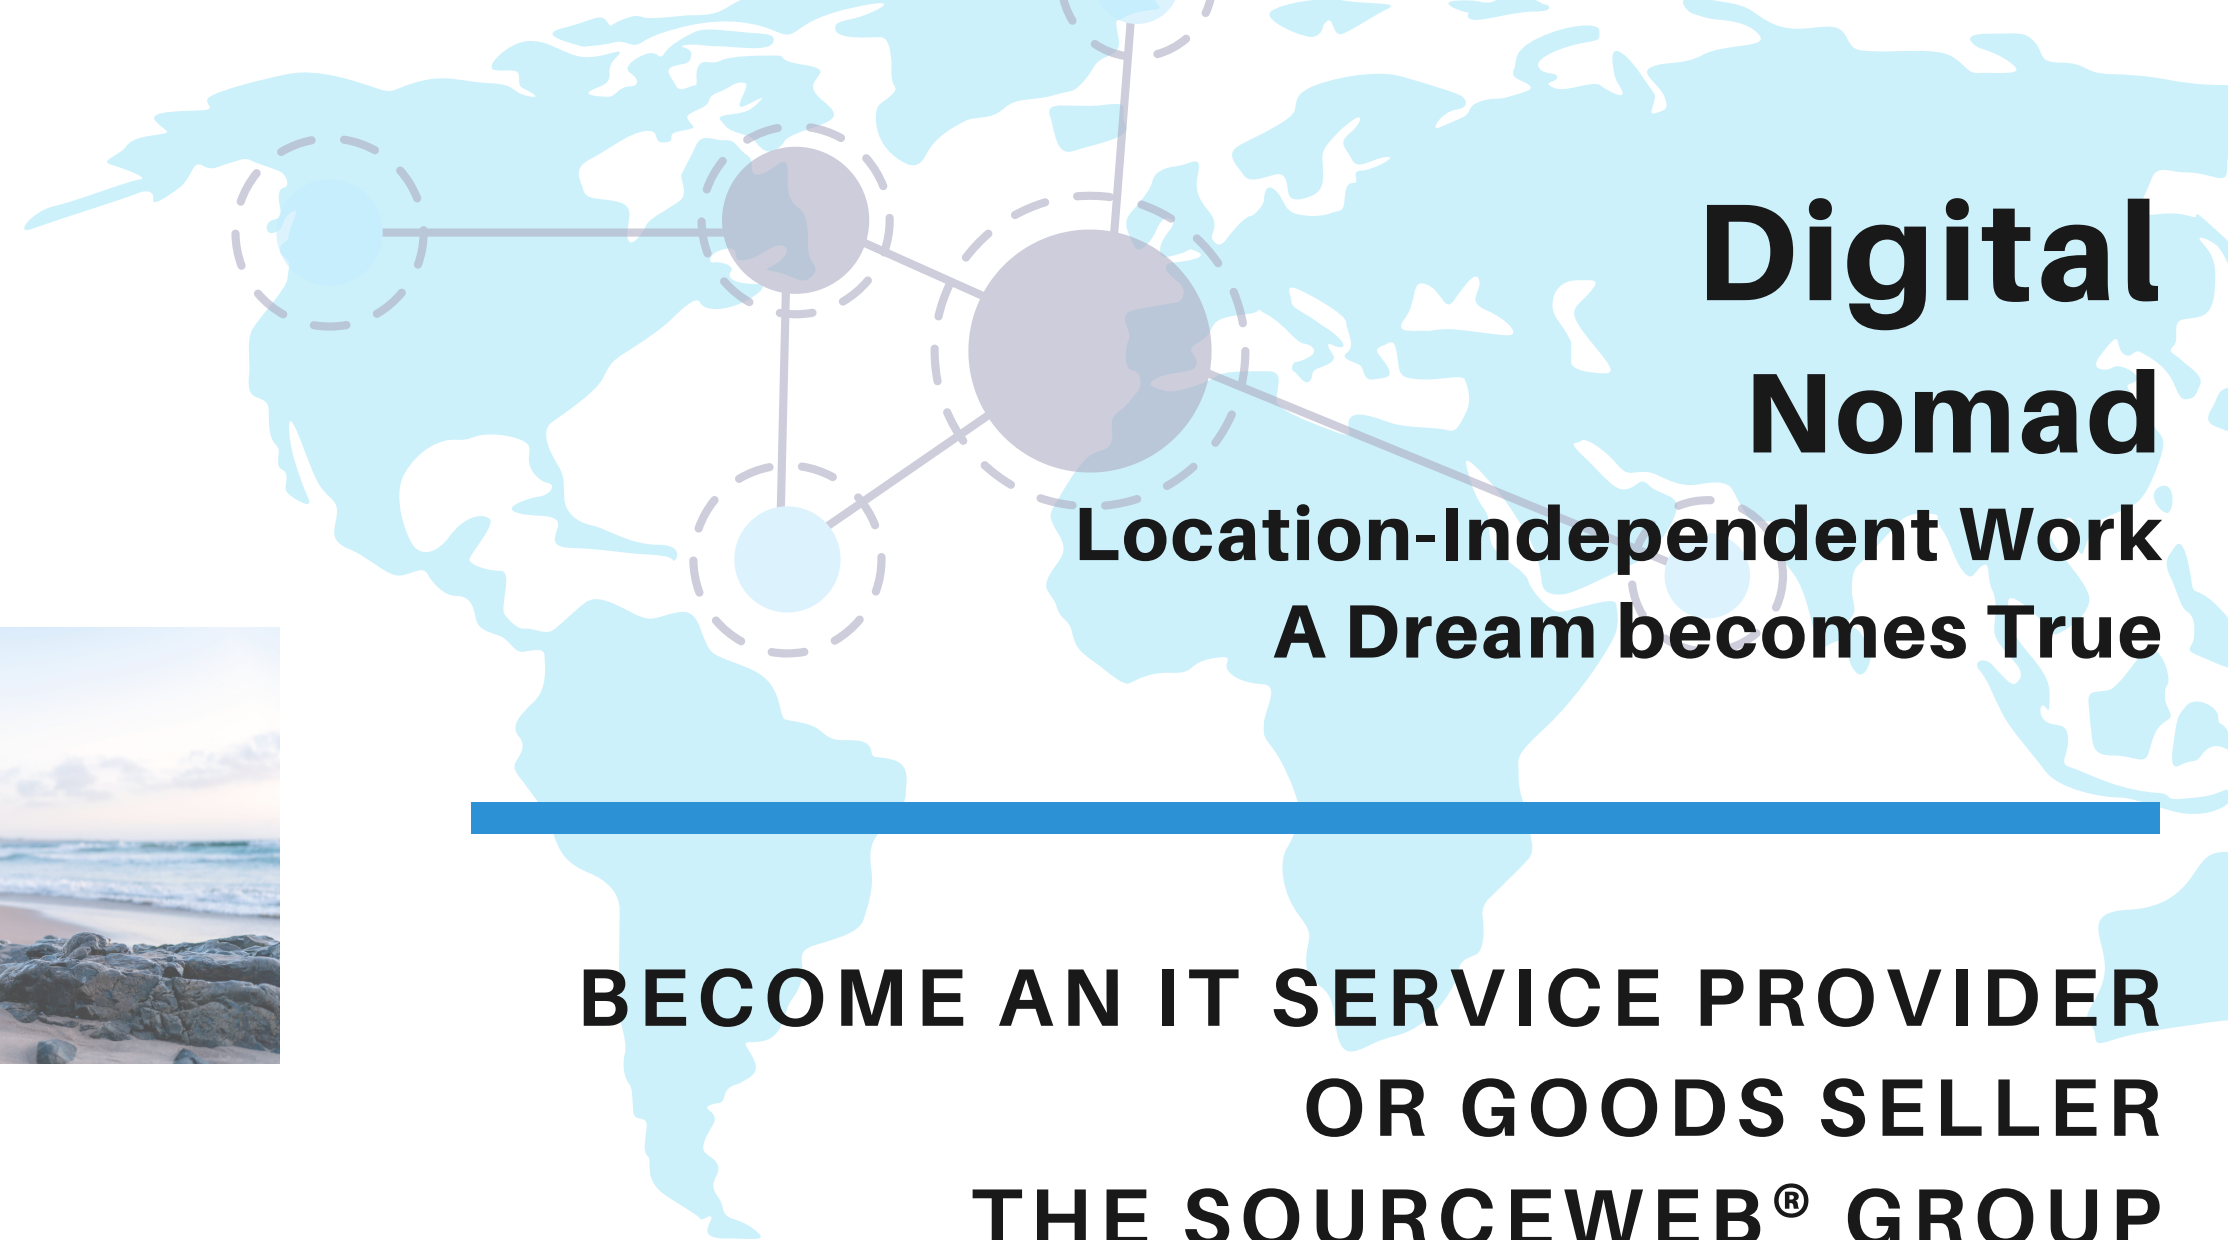 Digital
Nomad
Location-Independent Work
A Dream becomes True
BECOME AN IT SERVICE PROVIDER
OR GOODS SELLER
THE SOURCEWEB® GROUP